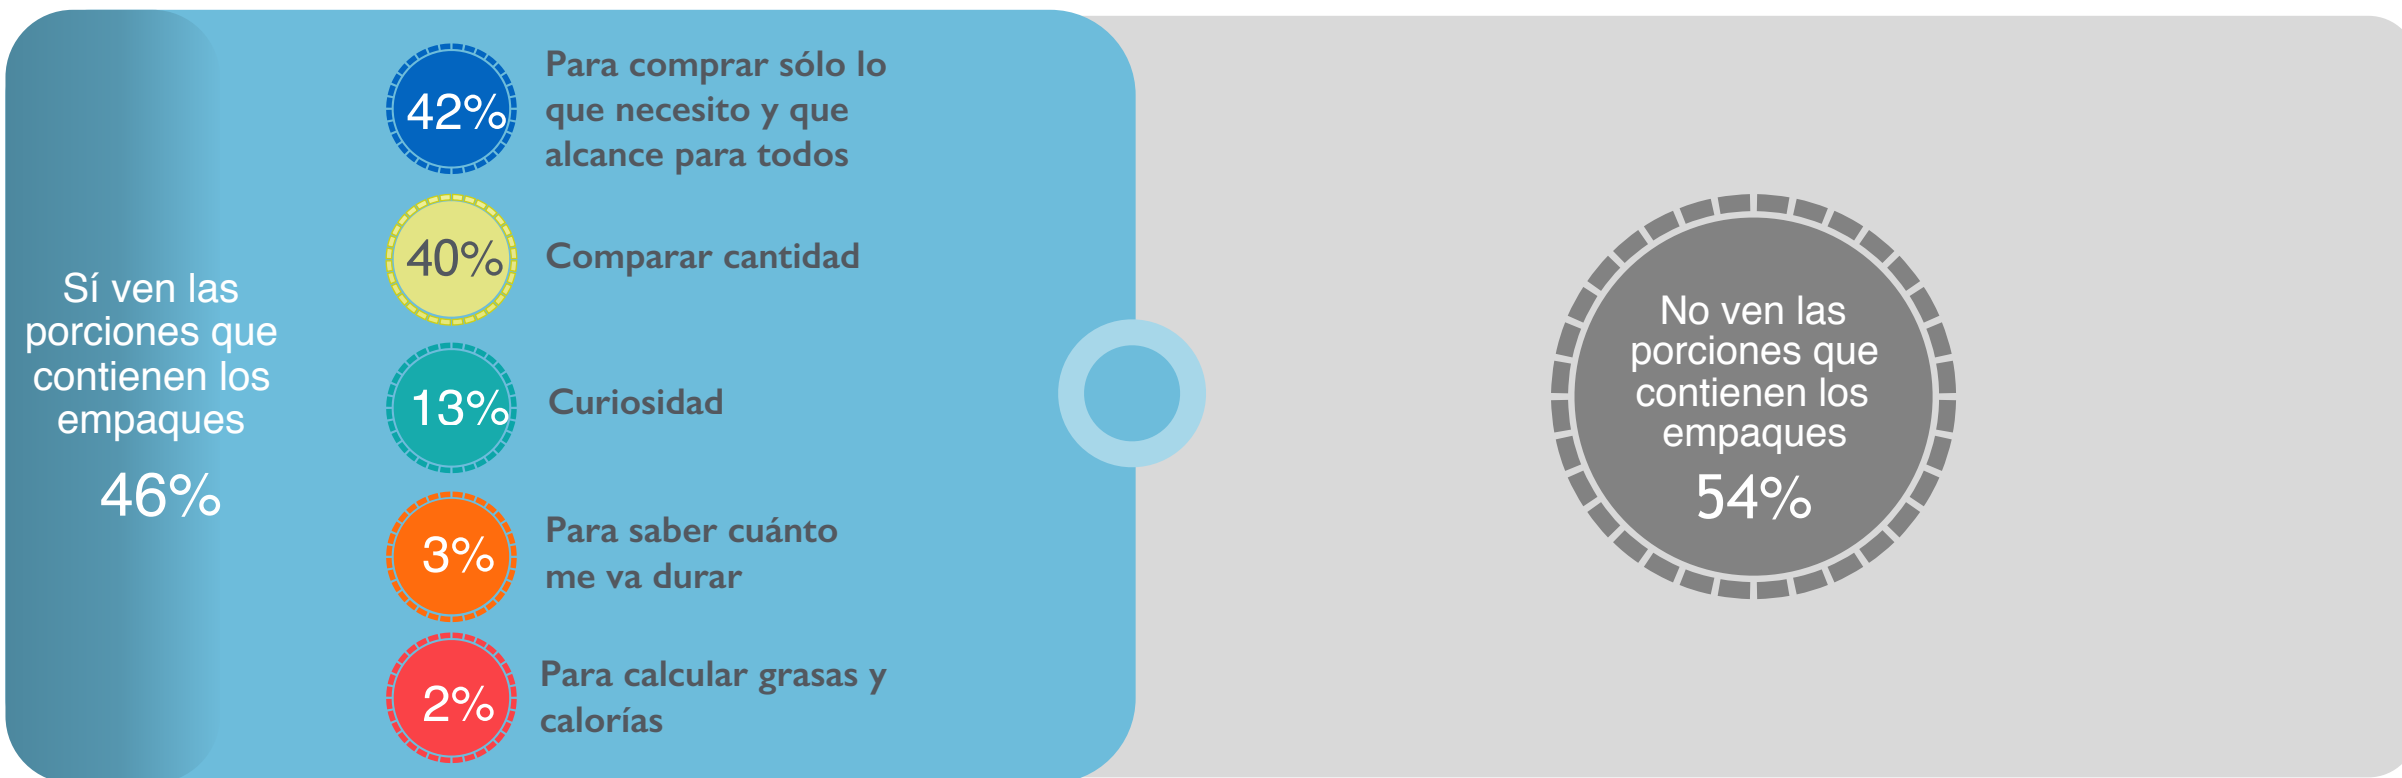 Sí ven las
porciones que
contienen los
empaques
46%
42%
Para comprar sólo lo
que necesito y que
alcance para todos
40%
Comparar cantidad
13%
Curiosidad
3%
Para saber cuánto
me va durar
2%
Para calcular grasas y
calorías
No ven las
porciones que
contienen los
empaques
54%